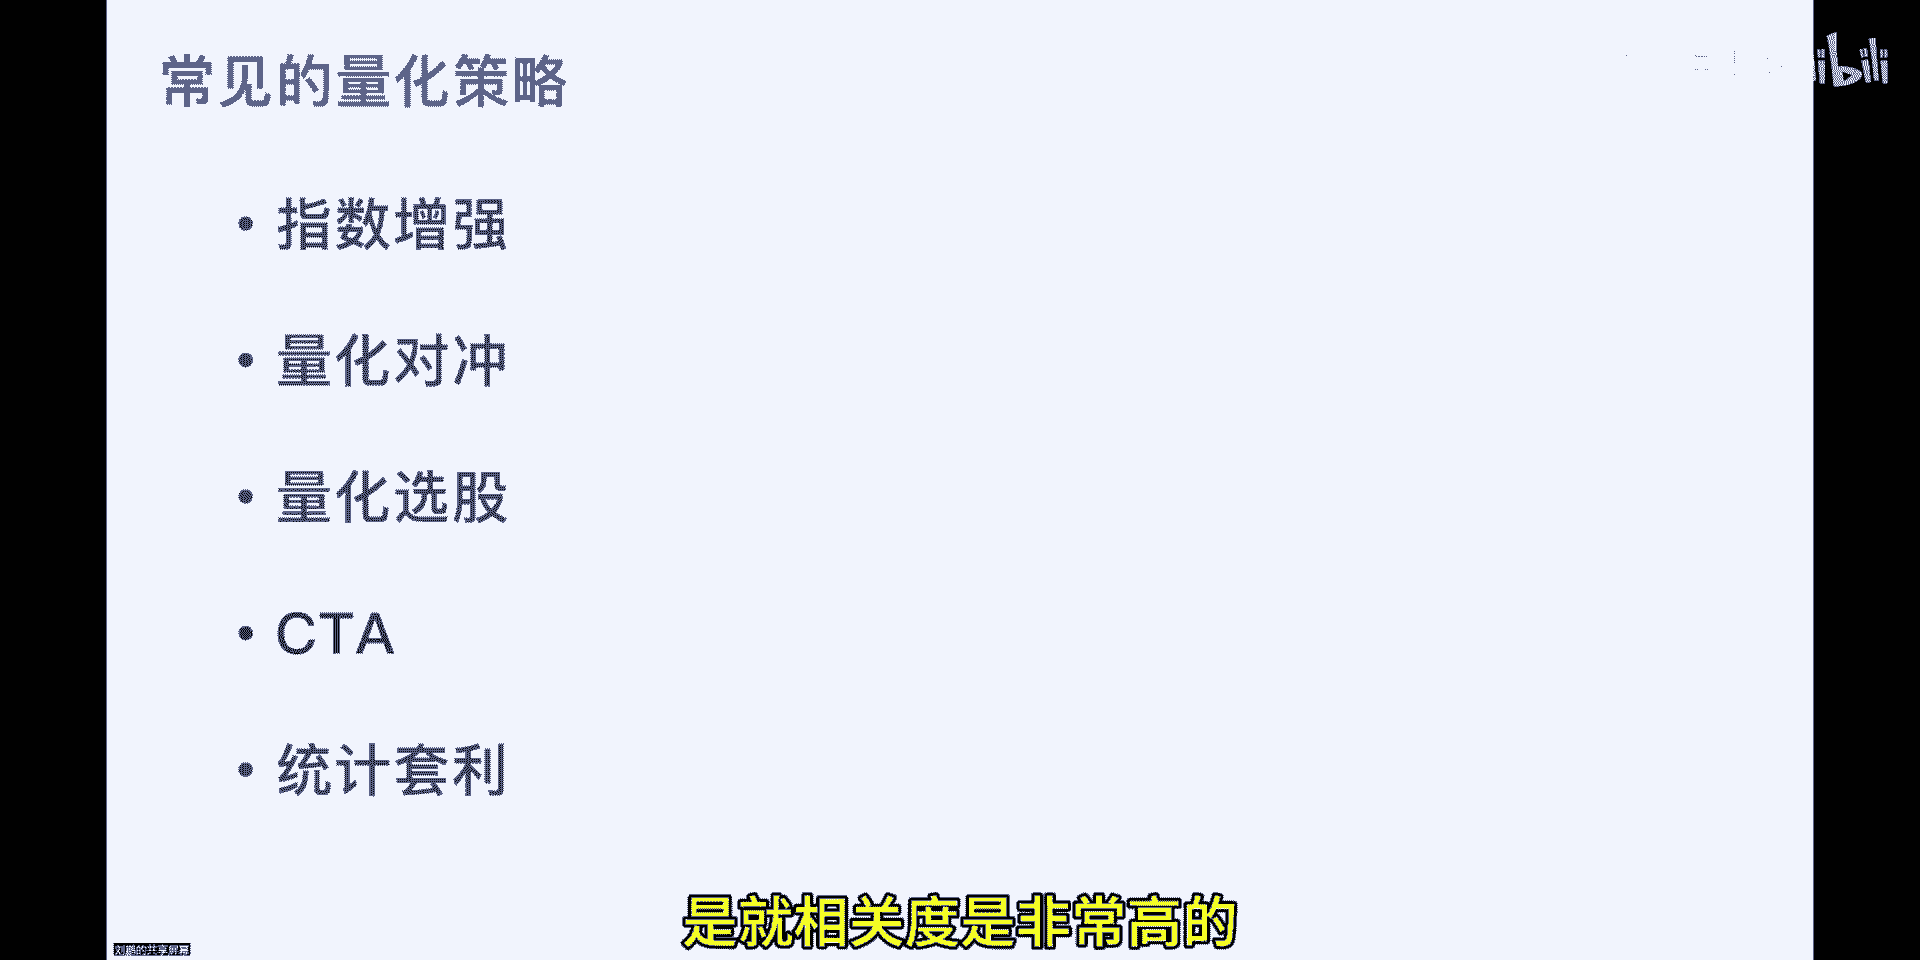 常见的量化策略
• 指数增强
• 量化对冲
• 量化选股
• CTA
• 统计套利
是就相关度是非常高的
刘鹏的共享屏幕